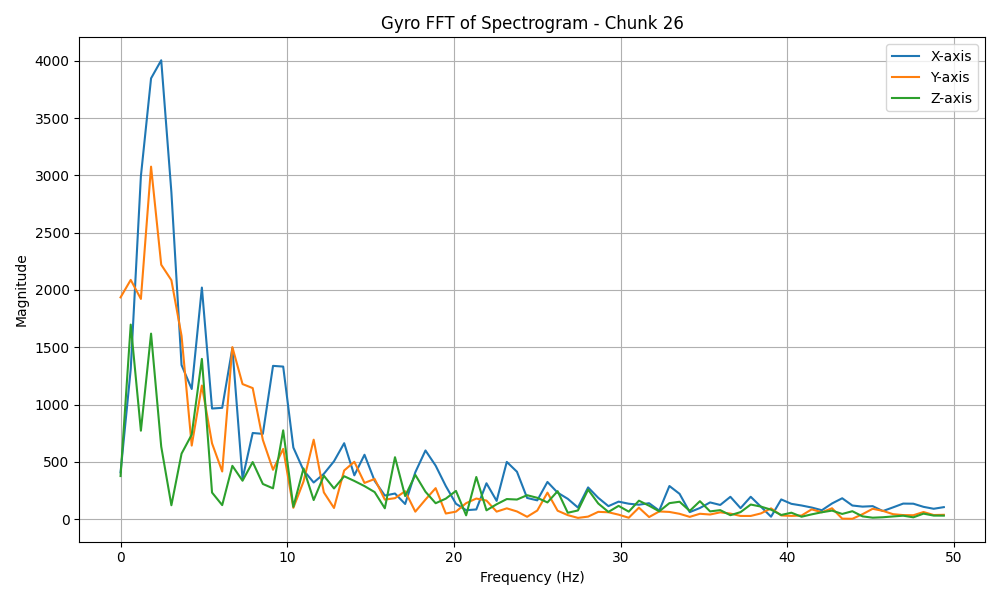 Gyro FFT of Spectrogram - Chunk 26
X-axis
Y-axis
Z-axis
4000
3500
3000
2500
2000
1500
1000
500
0
Magnitude
0 10 20 30 40 50
Frequency (Hz)